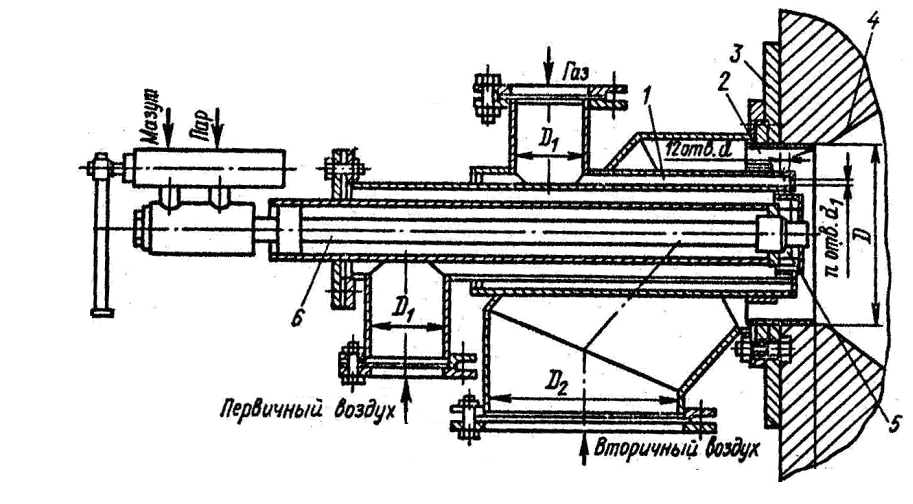 4
3
Газ
2
1
Мазут
Пар
D₁
12отв.d
n отв.d₁
D
6
D₁
D₂
Первичный воздух
Вторичный воздух
5